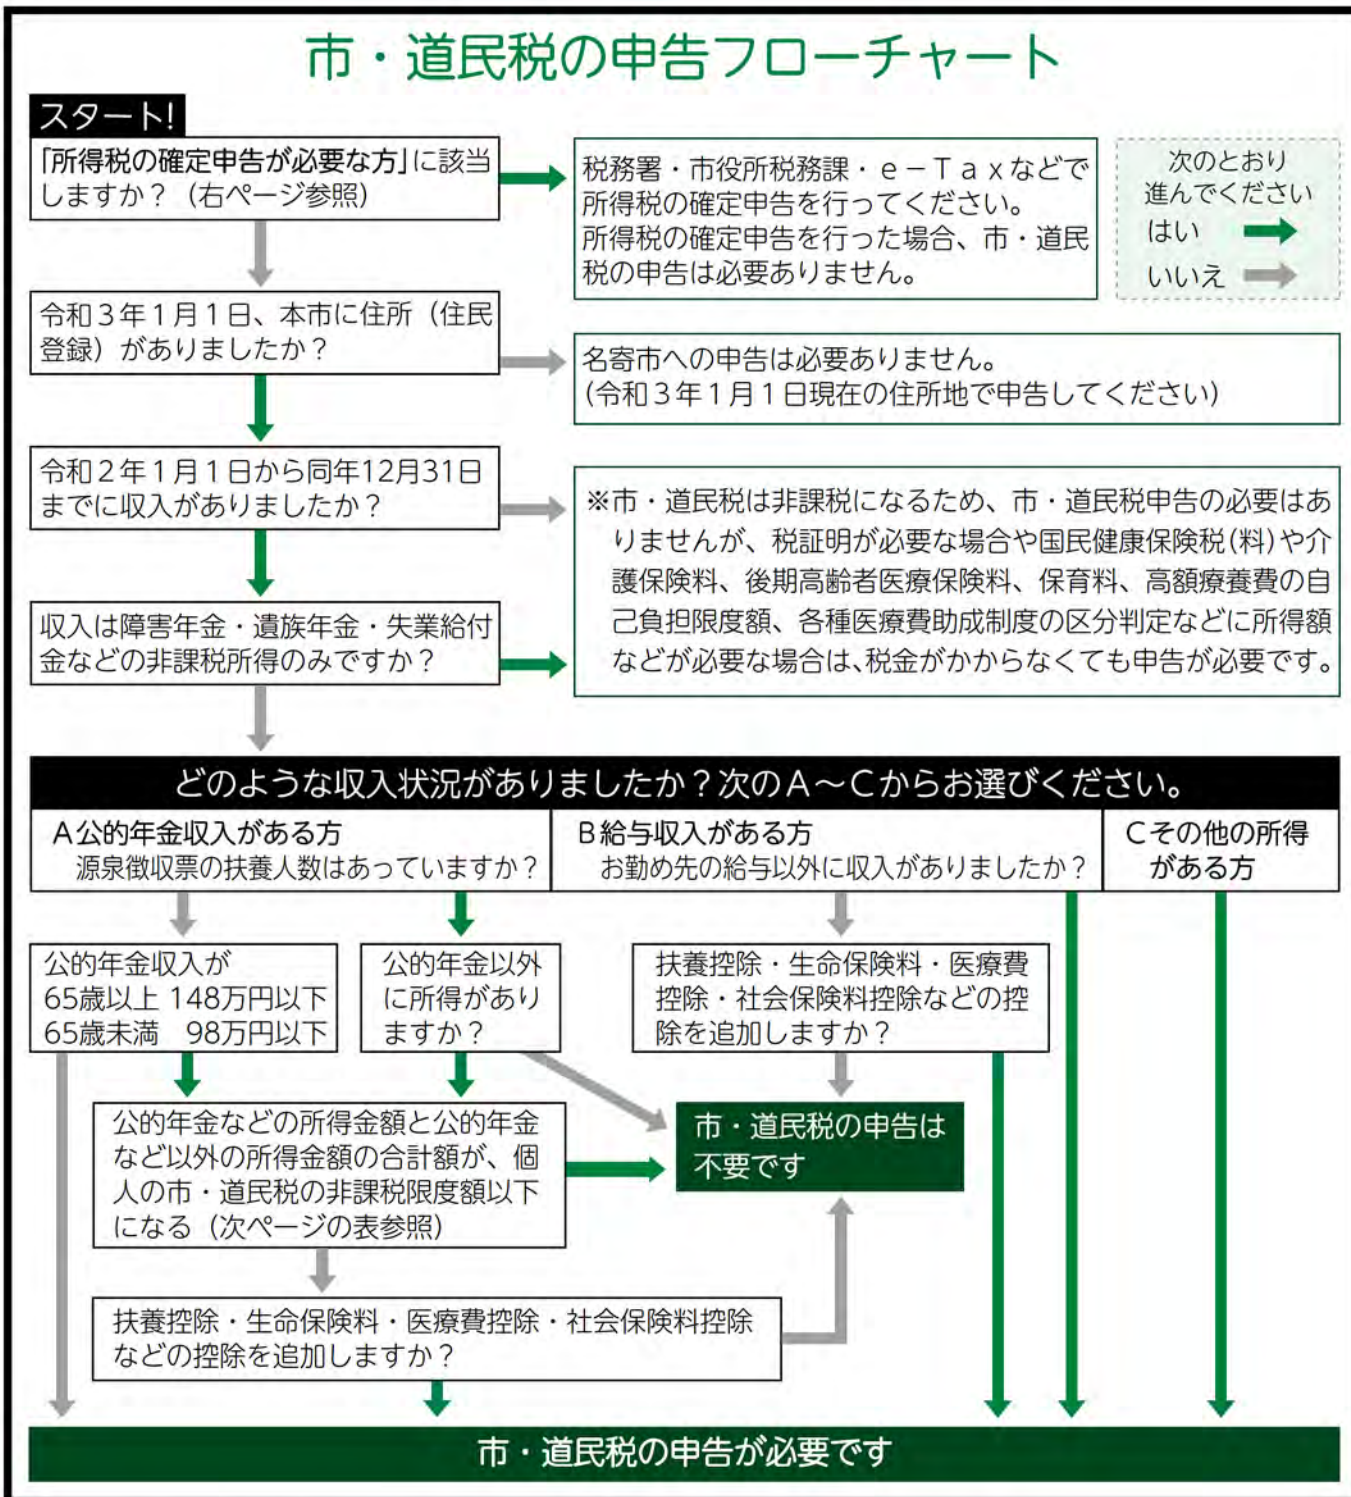 市・道民税の申告フローチャート
スタート!
「所得税の確定申告が必要な方」に該当
しますか？（右ページ参照）
税務署・市役所税務課・ｅ－Ｔａｘなどで
所得税の確定申告を行ってください。
所得税の確定申告を行った場合、市・道民
税の申告は必要ありません。
次のとおり
進んでください
はい
いいえ
令和３年１月１日、本市に住所（住民
登録）がありましたか？
名寄市への申告は必要ありません。
（令和３年１月１日現在の住所地で申告してください）
令和２年１月１日から同年12月31日
までに収入がありましたか？
※市・道民税は非課税になるため、市・道民税申告の必要はあ
りませんが、税証明が必要な場合や国民健康保険税(料)や介
護保険料、後期高齢者医療保険料、保育料、高額療養費の自
己負担限度額、各種医療費助成制度の区分判定などに所得額
などが必要な場合は、税金がかからなくても申告が必要です。
収入は障害年金・遺族年金・失業給付
金などの非課税所得のみですか？
どのような収入状況がありましたか？次のＡ～Ｃからお選びください。
Ａ公的年金収入がある方
源泉徴収票の扶養人数はあっていますか？
Ｂ給与収入がある方
お勤め先の給与以外に収入がありましたか？
Ｃその他の所得
がある方
公的年金収入が
65歳以上 148万円以下
65歳未満　98万円以下
公的年金以外
に所得があり
ますか？
扶養控除・生命保険料・医療費
控除・社会保険料控除などの控
除を追加しますか？
公的年金などの所得金額と公的年金
など以外の所得金額の合計額が、個
人の市・道民税の非課税限度額以下
になる（次ページの表参照）
市・道民税の申告は
不要です
扶養控除・生命保険料・医療費控除・社会保険料控除
などの控除を追加しますか？
市・道民税の申告が必要です